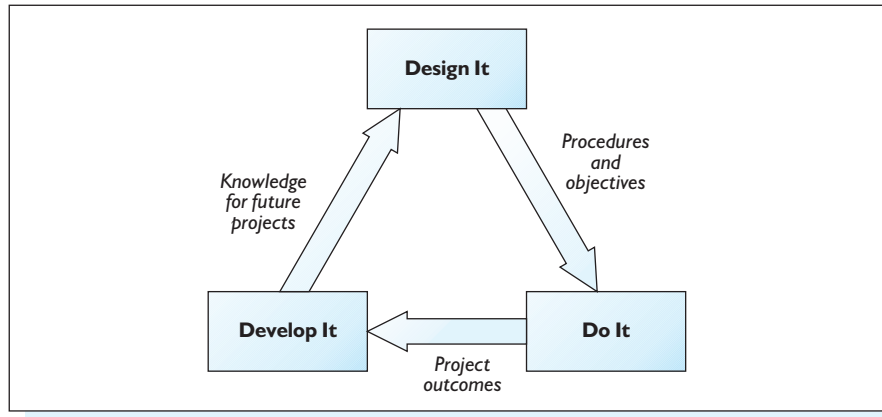 Design It
Procedures
and
objectives
Knowledge
for future
projects
Develop It
Do It
Project
outcomes